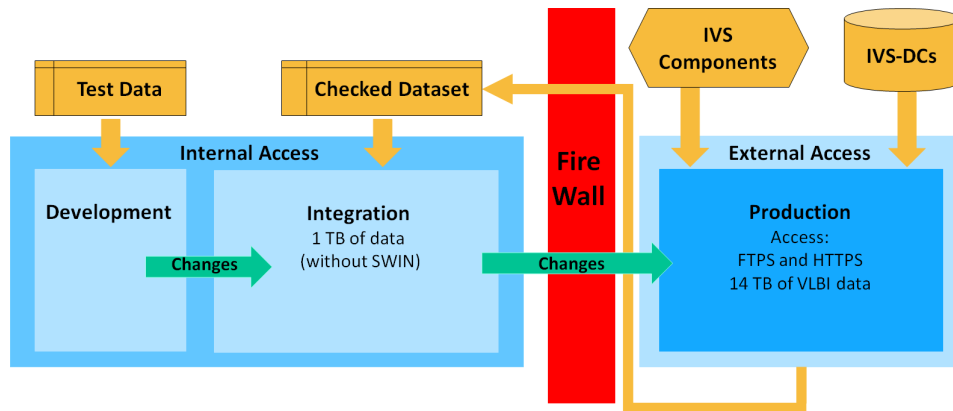 Test Data
Checked Dataset
IVS
Components
IVS-DCs
Internal Access
Fire
Wall
External Access
Development
Integration
1 TB of data
(without SWIN)
Changes
Changes
Production
Access:
FTPS and HTTPS
14 TB of VLBI data